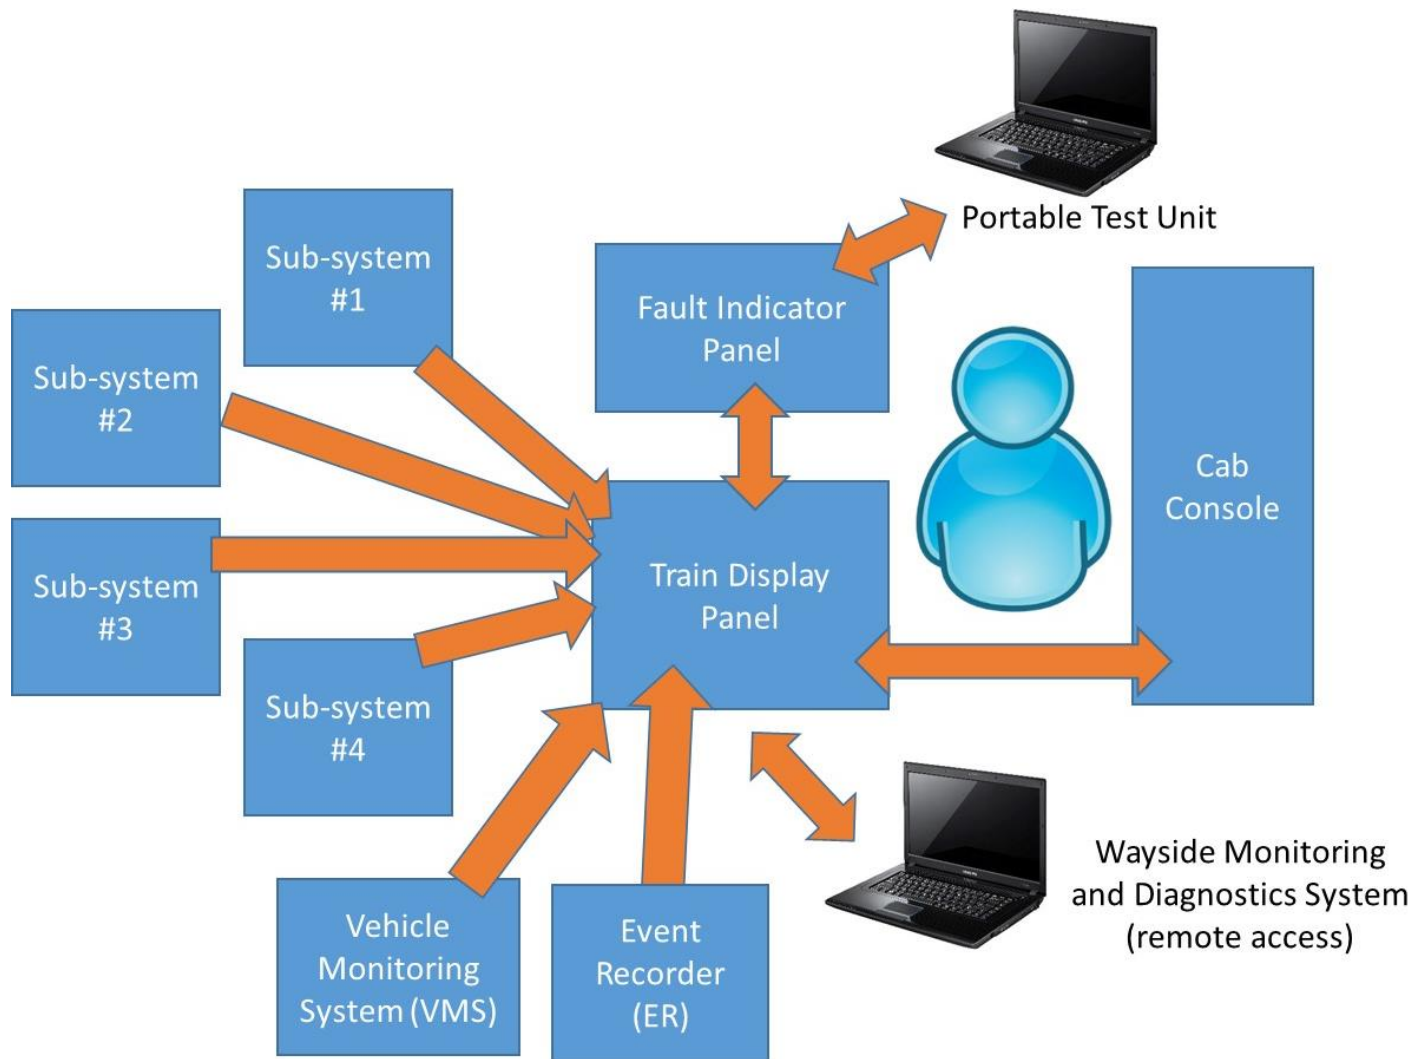 Portable Test Unit
Sub-system
#1
Fault Indicator
Panel
Sub-system
#2
Cab
Console
Sub-system
#3
Train Display
Panel
Sub-system
#4
Wayside Monitoring
and Diagnostics System
(remote access)
Vehicle
Monitoring
System (VMS)
Event
Recorder
(ER)